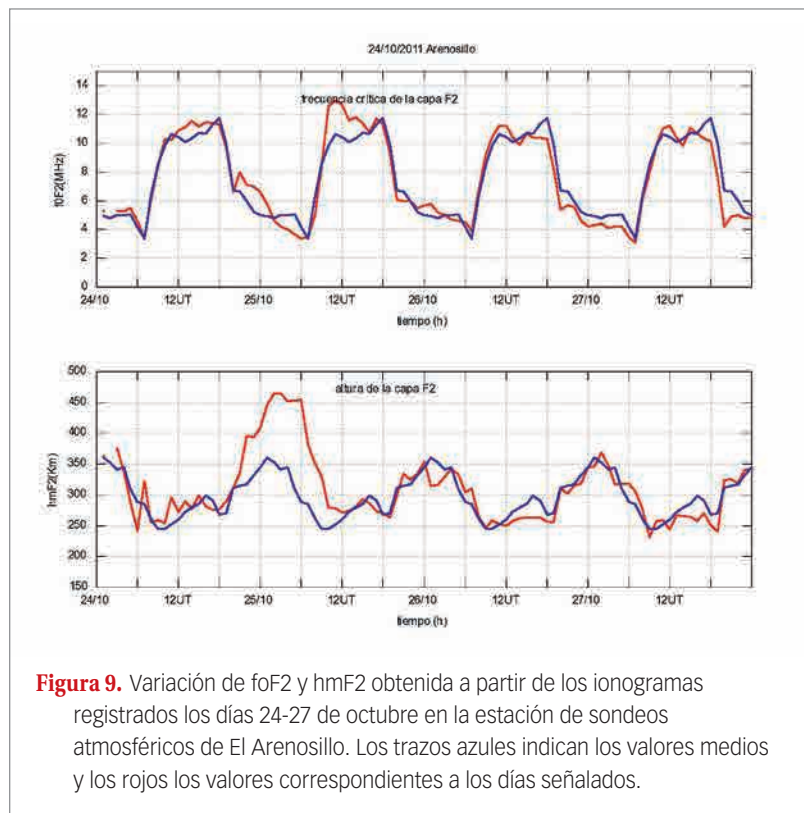 24/10/2011 Arenosillo
frecuencia crítica de la capa F2
14
12
10
8
6
4
2
0
f0F2(MHz)
24/10 12UT 25/10 12UT 26/10 12UT 27/10 12UT
tiempo (h)
altura de la capa F2
500
450
400
350
300
250
200
150
hmF2(Km)
24/10 12UT 25/10 12UT 26/10 12UT 27/10 12UT
tiempo (h)
Figura 9. Variación de foF2 y hmF2 obtenida a partir de los ionogramas
registrados los días 24-27 de octubre en la estación de sondeos
atmosféricos de El Arenosillo. Los trazos azules indican los valores medios
y los rojos los valores correspondientes a los días señalados.